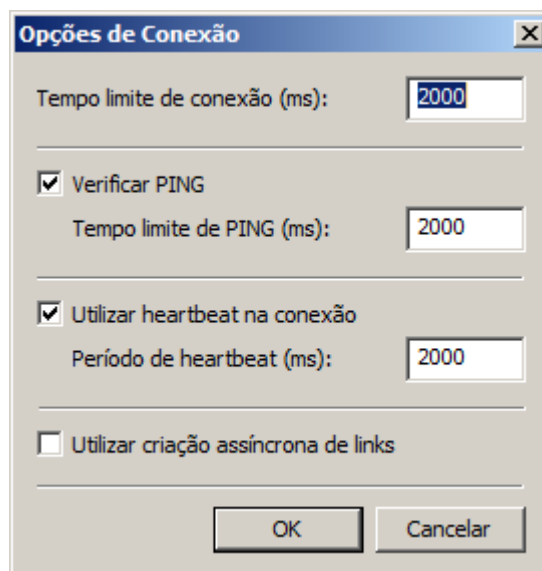 Opções de Conexão
Tempo limite de conexão (ms): 2000
Verificar PING
Tempo limite de PING (ms): 2000
Utilizar heartbeat na conexão
Período de heartbeat (ms): 2000
Utilizar criação assíncrona de links
OK Cancelar